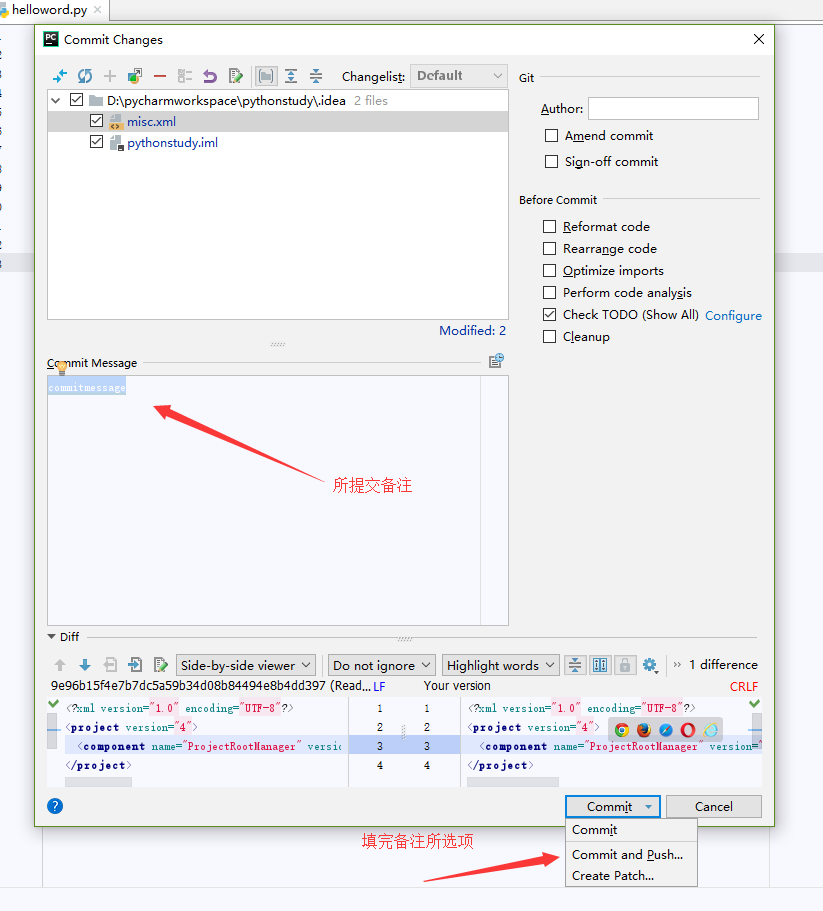 helloword.py
Commit Changes
Changelist: Default
Git
D:\pycharmworkspace\pythonstudy\.idea 2 files
misc.xml
pythonstudy.iml
Author:
Amend commit
Sign-off commit
Before Commit
Reformat code
Rearrange code
Optimize imports
Perform code analysis
Check TODO (Show All) Configure
Cleanup
Modified: 2
Commit Message
commitmessage
所提交备注
Diff
Side-by-side viewer Do not ignore Highlight words 1 difference
9e96b15f4e7b7dc5a59b34d08b84494e8b4dd397 (Read... LF Your version CRLF
<?xml version="1.0" encoding="UTF-8"?> 1 1 <?xml version="1.0" encoding="UTF-8"?>
<project version="4"> 2 2 <project version="4">
<component name="ProjectRootManager" versic 3 3 <component name="ProjectRootManager" version="
</project> 4 4 </project>
Commit Cancel
Commit
填完备注所选项
Commit and Push...
Create Patch...